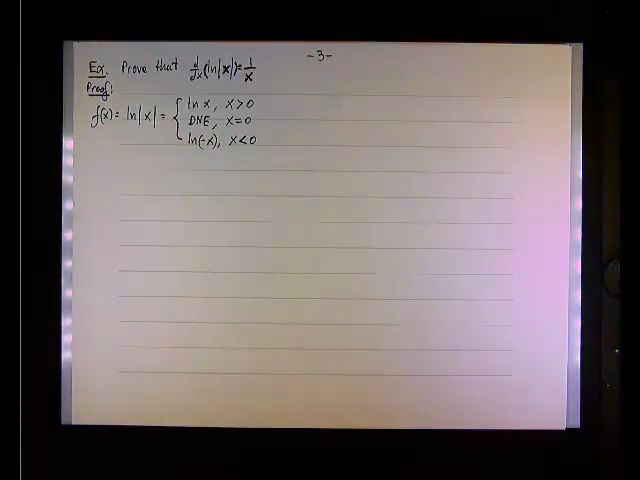 -3-
Ex. Prove that d/dx(ln|x|)=1/x
Proof:
f(x) = ln|x| = { ln x, x>0
DNE, x=0
ln(-x), x<0